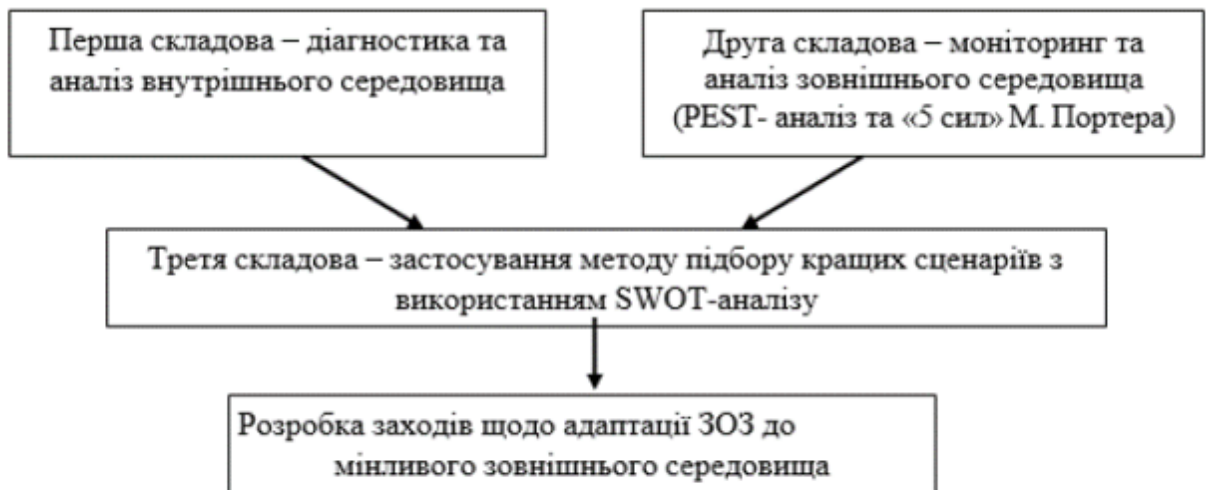 Перша складова – діагностика та
аналіз внутрішнього середовища
Друга складова – моніторинг та
аналіз зовнішнього середовища
(PEST- аналіз та «5 сил» М. Портера)
Третя складова – застосування методу підбору кращих сценаріїв з
використанням SWOT-аналізу
Розробка заходів щодо адаптації ЗОЗ до
мінливого зовнішнього середовища